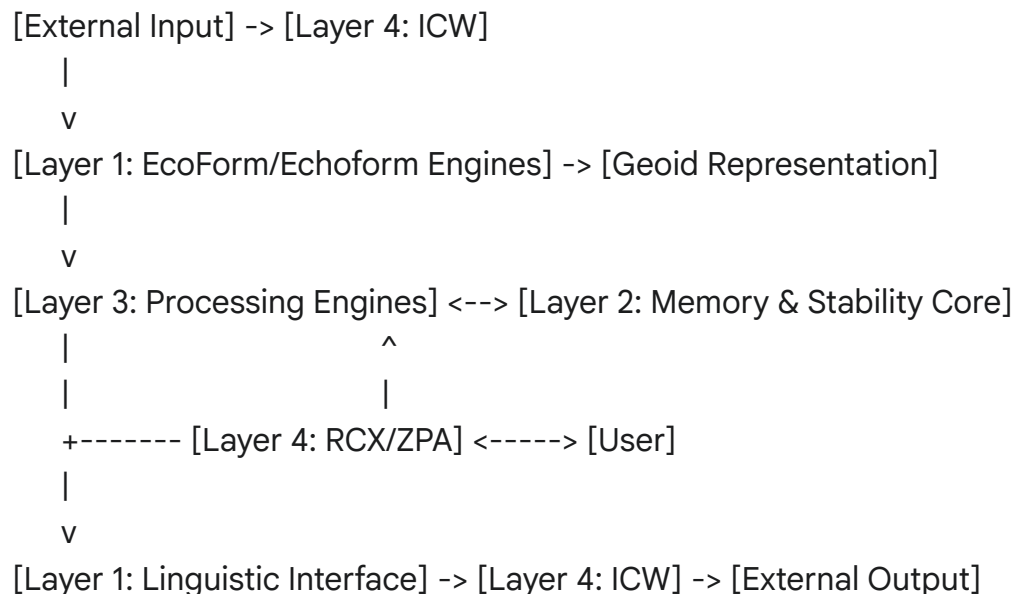 [External Input] -> [Layer 4: ICW]
|
v
[Layer 1: EcoForm/Echoform Engines] -> [Geoid Representation]
|
v
[Layer 3: Processing Engines] <--> [Layer 2: Memory & Stability Core]
| ^
| |
+------- [Layer 4: RCX/ZPA] <-----> [User]
|
v
[Layer 1: Linguistic Interface] -> [Layer 4: ICW] -> [External Output]